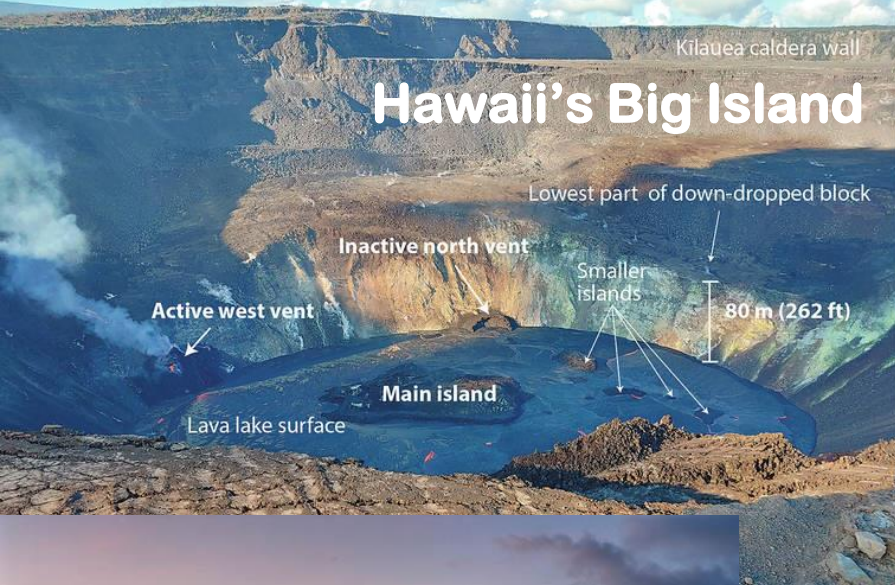 Kīlauea caldera wall
Hawaii's Big Island
Lowest part of down-dropped block
Inactive north vent
Smaller
islands
Active west vent
80 m (262 ft)
Main island
Lava lake surface